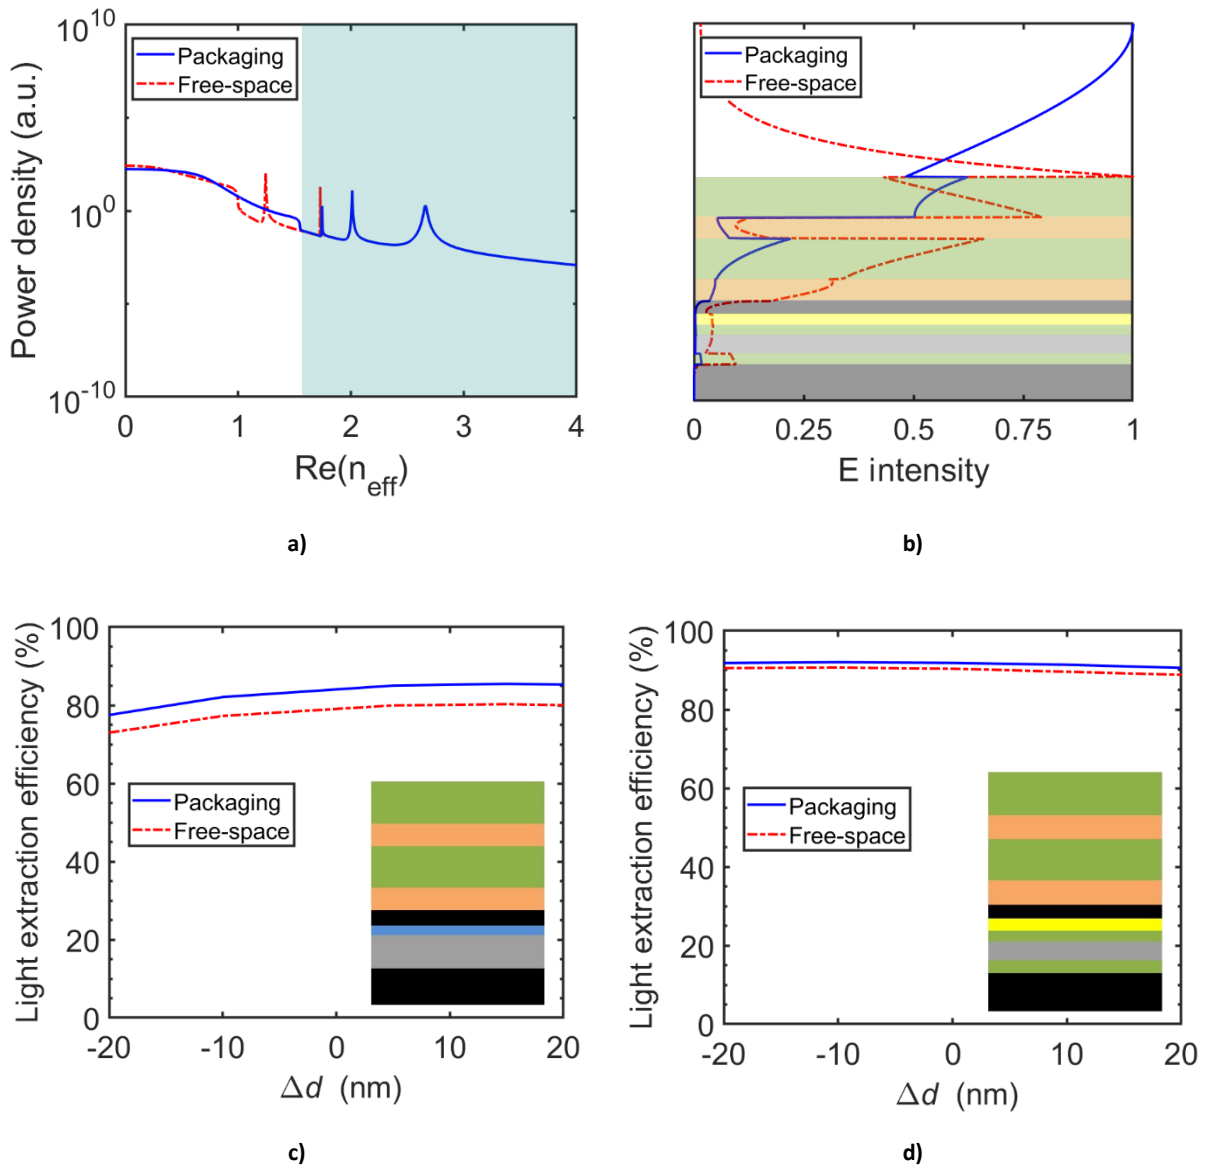 10^10
10^0
10^-10
Power density (a.u.)
Packaging
Free-space
0 1 2 3 4
Re(n_eff)
a)
Packaging
Free-space
0 0.25 0.5 0.75 1
E intensity
b)
100
80
60
40
20
0
Light extraction efficiency (%)
Packaging
Free-space
-20 -10 0 10 20
Δd (nm)
c)
100
80
60
40
20
0
Light extraction efficiency (%)
Packaging
Free-space
-20 -10 0 10 20
Δd (nm)
d)